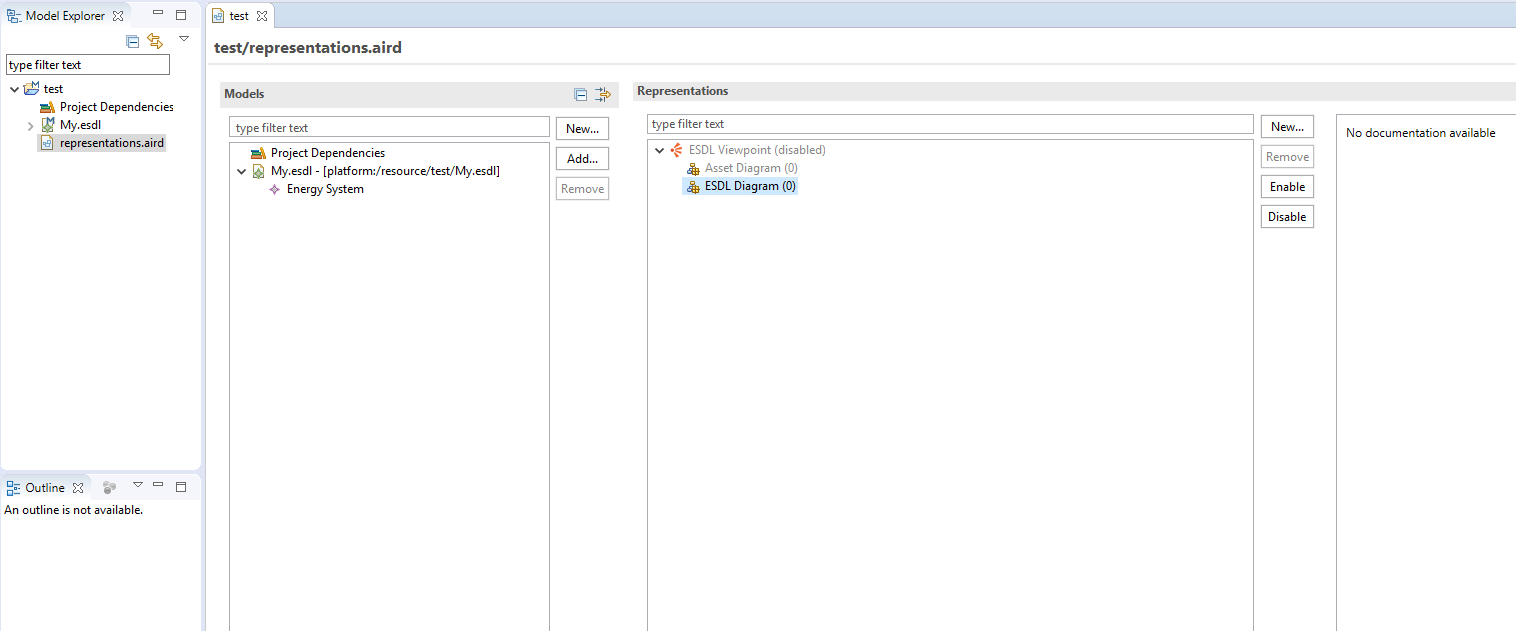 Model Explorer
type filter text
test
Project Dependencies
My.esdl
representations.aird
Outline
An outline is not available.
test
test/representations.aird
Models
type filter text
New...
Project Dependencies
Add...
My.esdl - [platform:/resource/test/My.esdl]
Energy System
Remove
Representations
type filter text
New...
ESDL Viewpoint (disabled)
Remove
Asset Diagram (0)
ESDL Diagram (0)
Enable
Disable
No documentation available